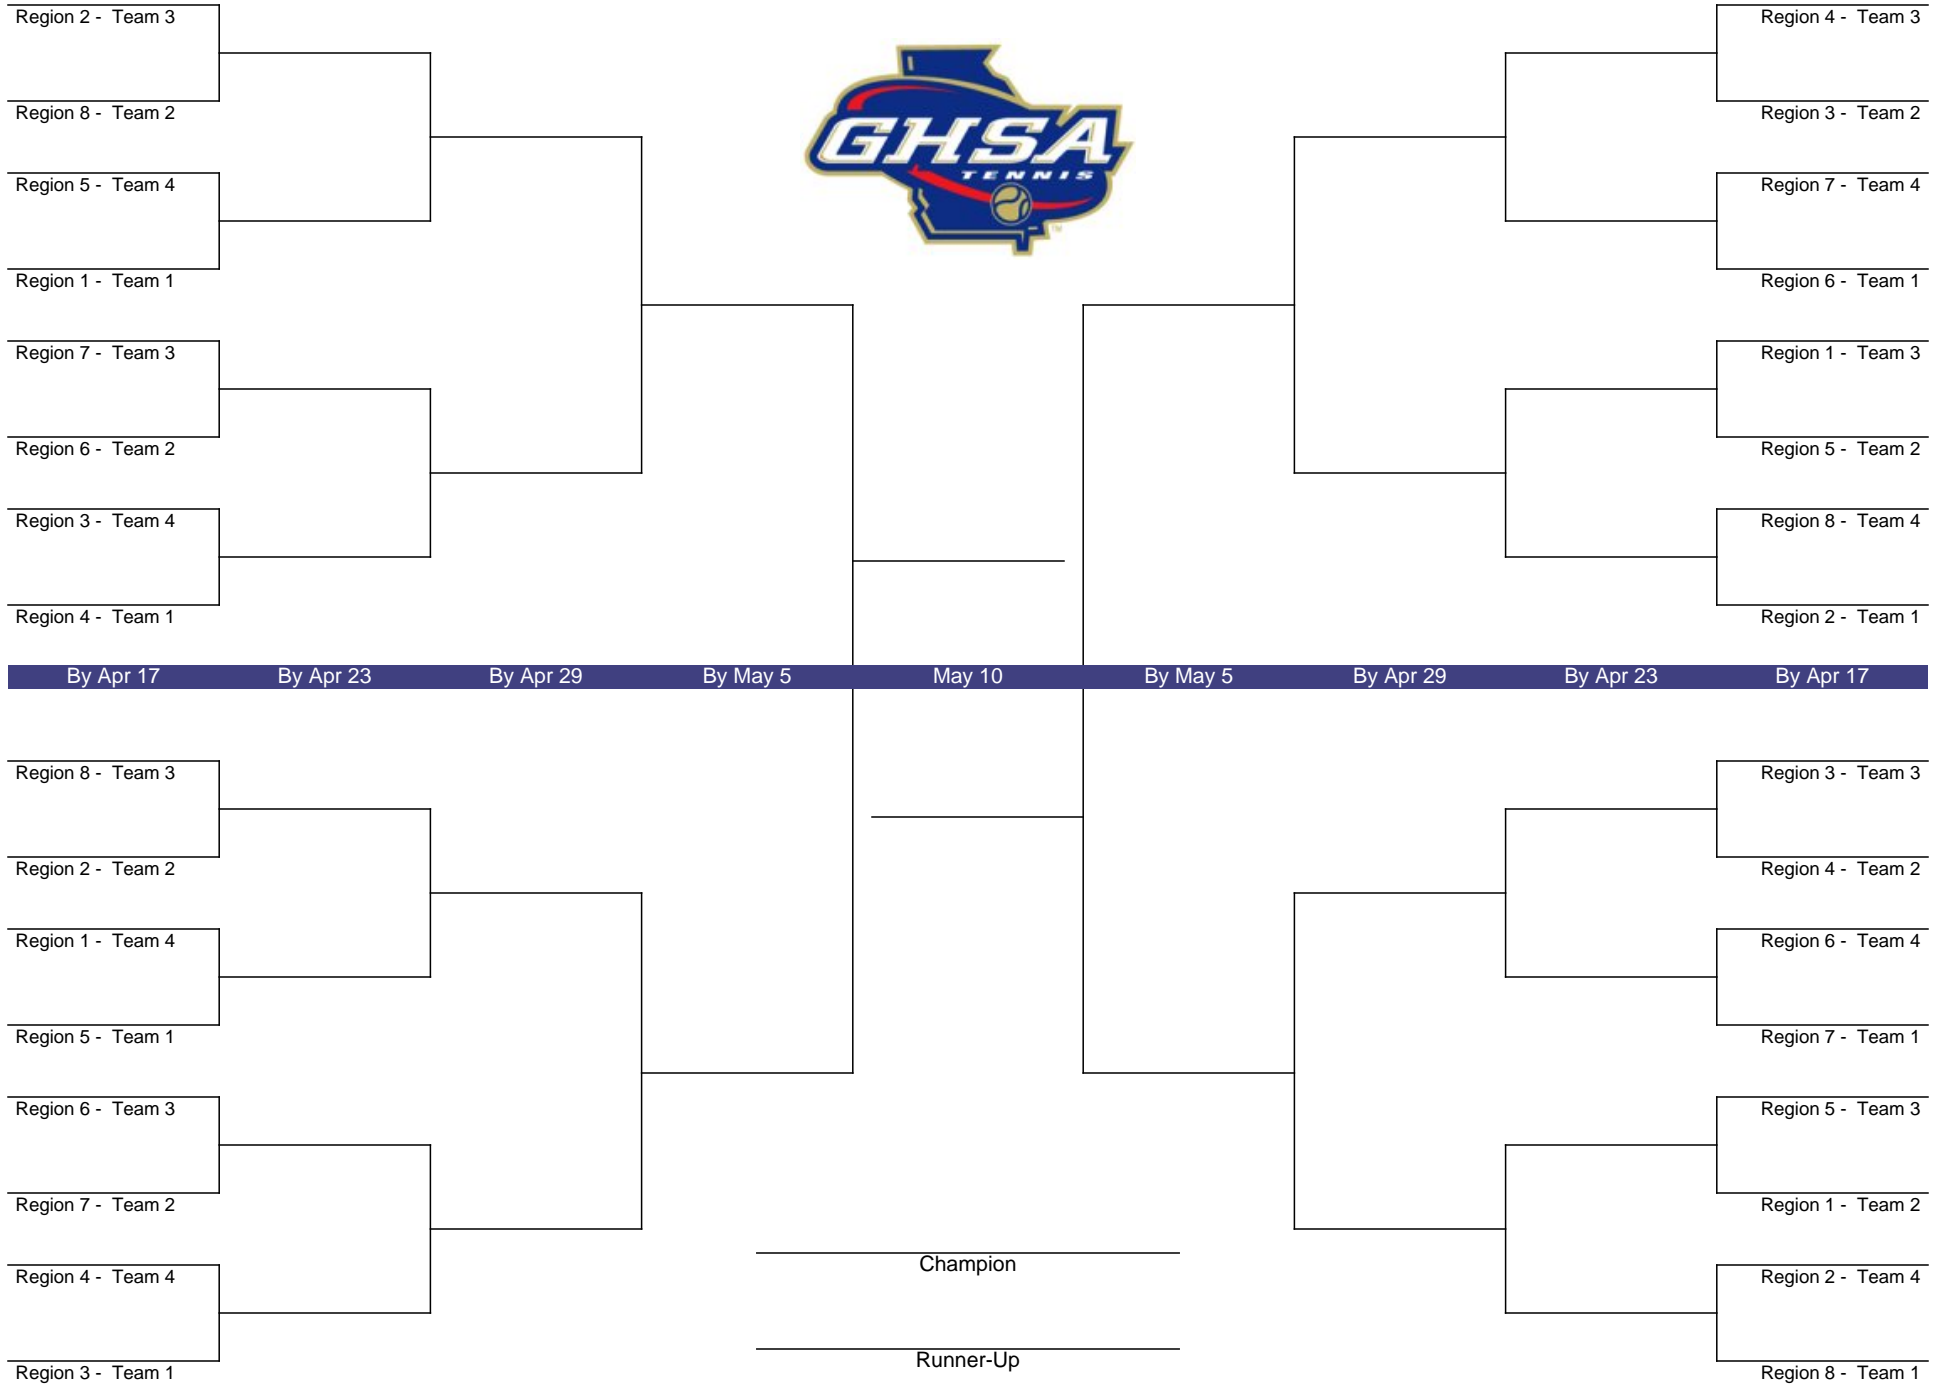 Region 2 - Team 3
Region 8 - Team 2
Region 5 - Team 4
Region 1 - Team 1
Region 7 - Team 3
Region 6 - Team 2
Region 3 - Team 4
Region 4 - Team 1
GHSA
TENNIS
TM
Region 4 - Team 3
Region 3 - Team 2
Region 7 - Team 4
Region 6 - Team 1
Region 1 - Team 3
Region 5 - Team 2
Region 8 - Team 4
Region 2 - Team 1
By Apr 17 By Apr 23 By Apr 29 By May 5 May 10 By May 5 By Apr 29 By Apr 23 By Apr 17
Region 8 - Team 3
Region 2 - Team 2
Region 1 - Team 4
Region 5 - Team 1
Region 6 - Team 3
Region 7 - Team 2
Region 4 - Team 4
Region 3 - Team 1
Champion
Runner-Up
Region 3 - Team 3
Region 4 - Team 2
Region 6 - Team 4
Region 7 - Team 1
Region 5 - Team 3
Region 1 - Team 2
Region 2 - Team 4
Region 8 - Team 1